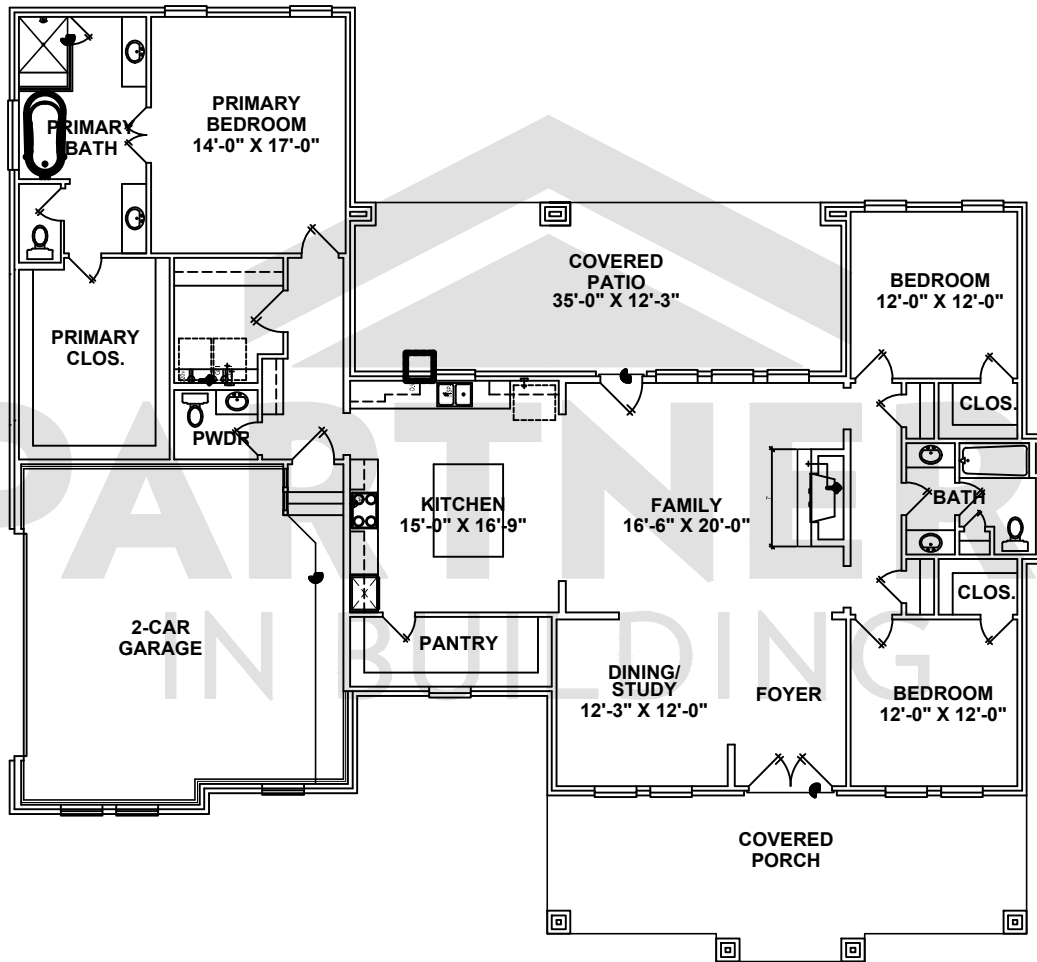 PRIMARY
BEDROOM
14'-0" X 17'-0"
PRIMARY
BATH
COVERED
PATIO
35'-0" X 12'-3"
BEDROOM
12'-0" X 12'-0"
PRIMARY
CLOS.
CLOS.
PWDR
PARTNER
IN BUILDING
KITCHEN
15'-0" X 16'-9"
FAMILY
16'-6" X 20'-0"
BATH
CLOS.
2-CAR
GARAGE
PANTRY
DINING/
STUDY
12'-3" X 12'-0"
FOYER
BEDROOM
12'-0" X 12'-0"
COVERED
PORCH